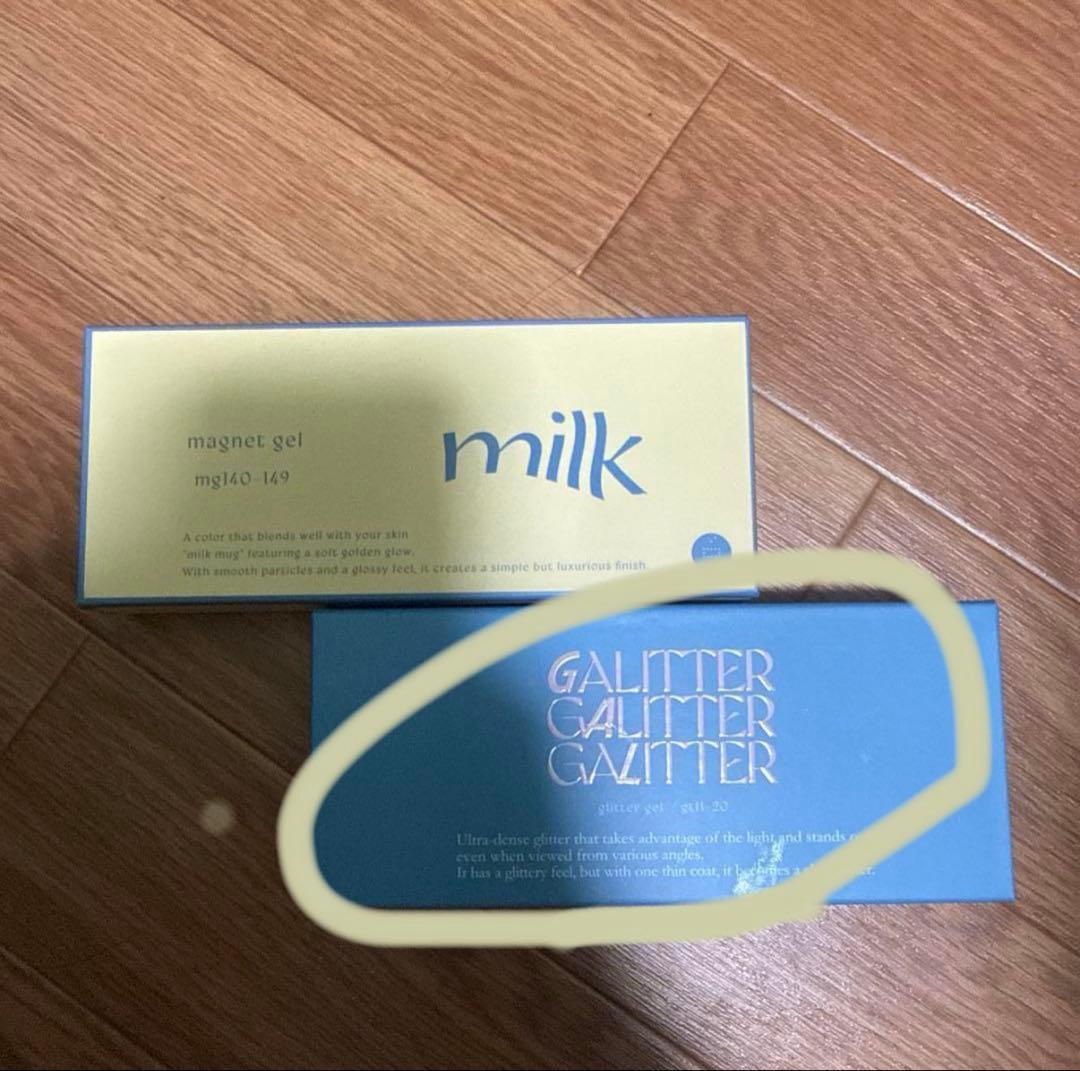 magnet gel
mg140-149
milk
A color that blends well with your skin
"milk mug" featuring a soft golden glow.
With smooth particles and a glossy feel, it creates a simple but luxurious finish.
GALITTER
GALITTER
GALITTER
glitter gel / gt11-20
Ultra-dense glitter that takes advantage of the light and stands
even when viewed from various angles.
It has a glittery feel, but with one thin coat, it becomes a